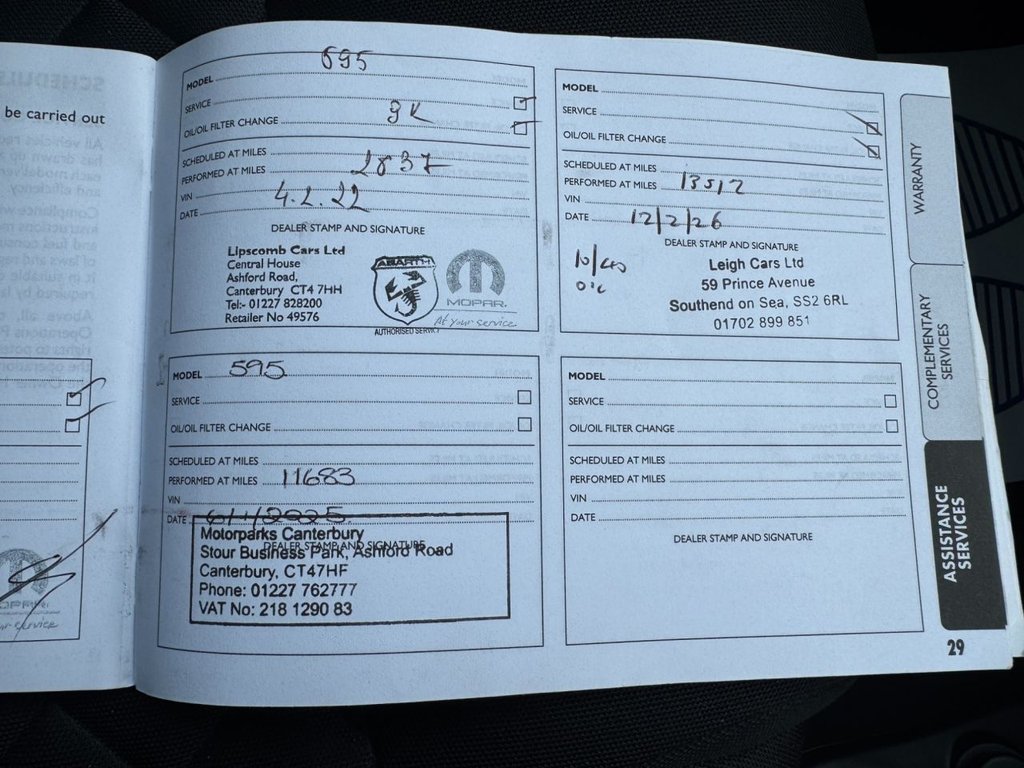 be carried out
MODEL 595
SERVICE
OIL/OIL FILTER CHANGE 9K
SCHEDULED AT MILES
PERFORMED AT MILES 2837
VIN
DATE 4.2.22
DEALER STAMP AND SIGNATURE
Lipscomb Cars Ltd
Central House
Ashford Road,
Canterbury CT4 7HH
Tel:- 01227 828200
Retailer No 49576
ABARTH
AUTHORISED SERVICE
MOPAR.
At your service.
MODEL
SERVICE
OIL/OIL FILTER CHANGE
SCHEDULED AT MILES
PERFORMED AT MILES 13512
VIN
DATE 12/2/26
DEALER STAMP AND SIGNATURE
10/40
OIL
Leigh Cars Ltd
59 Prince Avenue
Southend on Sea, SS2 6RL
01702 899 851
MODEL 595
SERVICE
OIL/OIL FILTER CHANGE
SCHEDULED AT MILES
PERFORMED AT MILES 11683
VIN
DATE
DEALER STAMP AND SIGNATURE
Motorparks Canterbury
Stour Business Park, Ashford Road
Canterbury, CT47HF
Phone: 01227 762777
VAT No: 218 1290 83
MODEL
SERVICE
OIL/OIL FILTER CHANGE
SCHEDULED AT MILES
PERFORMED AT MILES
VIN
DATE
DEALER STAMP AND SIGNATURE
WARRANTY
COMPLEMENTARY
SERVICES
ASSISTANCE
SERVICES
29